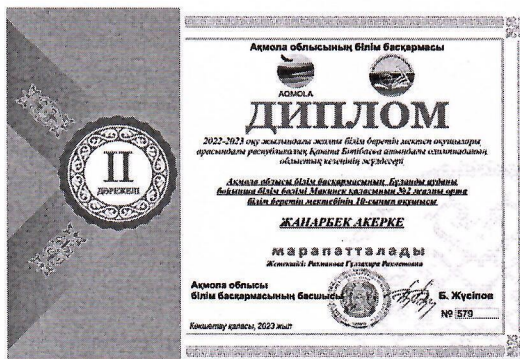 Ақмола облысының білім басқармасы
AQMOLA
ДИПЛОМ
2022-2023 оқу жылындағы жалпы білім беретін мектеп оқушылары
арасындағы республикалық Қаныш атындағы олимпиаданың
облыстық кезеңінің жүлдегері
Ақмола облысы білім басқармасының Бұланды ауданы
бойынша білім бөлімі Макинск қаласының №2 жалпы орта
білім беретін мектебінің 10-сынып оқушысы
ЖАНАРБЕК АКЕРКЕ
марапатталады
Жетекшісі: Рахманова Гулзахира
II
ДӘРЕЖЕЛІ
Ақмола облысы
білім басқармасының басшысы
Б. Жүсіпов
№ 579
Көкшетау қаласы, 2023 жыл